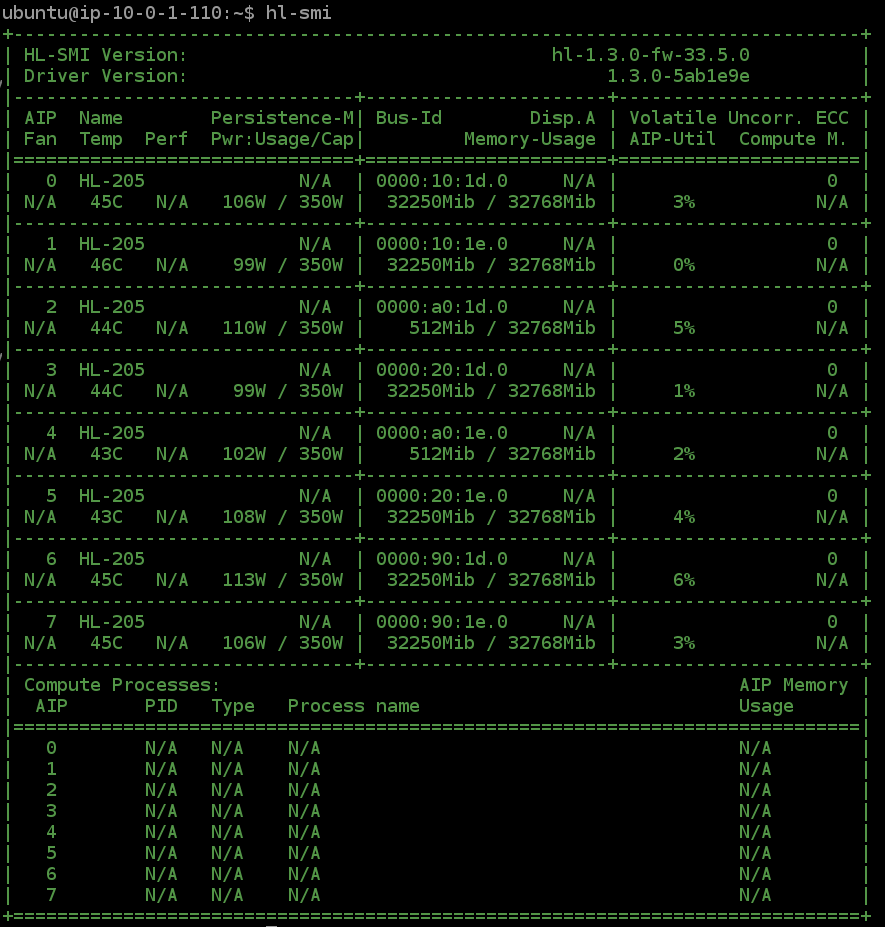 ubuntu@ip-10-0-1-110:~$ hl-smi
+-----------------------------------------------------------------------------+
| HL-SMI Version:                                 hl-1.3.0-fw-33.5.0          |
| Driver Version:                                      1.3.0-5ab1e9e          |
|-------------------------------+----------------------+----------------------+
| AIP  Name        Persistence-M| Bus-Id        Disp.A | Volatile Uncorr. ECC |
| Fan  Temp  Perf  Pwr:Usage/Cap|         Memory-Usage | AIP-Util  Compute M. |
|===============================+======================+======================|
|   0  HL-205              N/A  | 0000:10:1d.0     N/A |                   0  |
| N/A   45C   N/A   106W / 350W |  32250Mib / 32768Mib |     3%           N/A |
|-------------------------------+----------------------+----------------------+
|   1  HL-205              N/A  | 0000:10:1e.0     N/A |                   0  |
| N/A   46C   N/A    99W / 350W |  32250Mib / 32768Mib |     0%           N/A |
|-------------------------------+----------------------+----------------------+
|   2  HL-205              N/A  | 0000:a0:1d.0     N/A |                   0  |
| N/A   44C   N/A   110W / 350W |    512Mib / 32768Mib |     5%           N/A |
|-------------------------------+----------------------+----------------------+
|   3  HL-205              N/A  | 0000:20:1d.0     N/A |                   0  |
| N/A   44C   N/A    99W / 350W |  32250Mib / 32768Mib |     1%           N/A |
|-------------------------------+----------------------+----------------------+
|   4  HL-205              N/A  | 0000:a0:1e.0     N/A |                   0  |
| N/A   43C   N/A   102W / 350W |    512Mib / 32768Mib |     2%           N/A |
|-------------------------------+----------------------+----------------------+
|   5  HL-205              N/A  | 0000:20:1e.0     N/A |                   0  |
| N/A   43C   N/A   108W / 350W |  32250Mib / 32768Mib |     4%           N/A |
|-------------------------------+----------------------+----------------------+
|   6  HL-205              N/A  | 0000:90:1d.0     N/A |                   0  |
| N/A   45C   N/A   113W / 350W |  32250Mib / 32768Mib |     6%           N/A |
|-------------------------------+----------------------+----------------------+
|   7  HL-205              N/A  | 0000:90:1e.0     N/A |                   0  |
| N/A   45C   N/A   106W / 350W |  32250Mib / 32768Mib |     3%           N/A |
|-------------------------------+----------------------+----------------------+
| Compute Processes:                                               AIP Memory |
|  AIP       PID   Type   Process name                             Usage      |
|=============================================================================|
|   0        N/A   N/A    N/A                                      N/A        |
|   1        N/A   N/A    N/A                                      N/A        |
|   2        N/A   N/A    N/A                                      N/A        |
|   3        N/A   N/A    N/A                                      N/A        |
|   4        N/A   N/A    N/A                                      N/A        |
|   5        N/A   N/A    N/A                                      N/A        |
|   6        N/A   N/A    N/A                                      N/A        |
|   7        N/A   N/A    N/A                                      N/A        |
+=============================================================================+